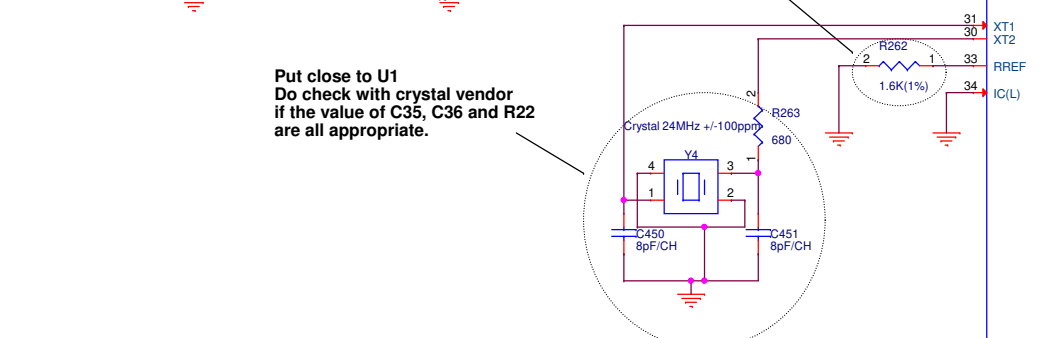 31
XT1
30
XT2
R262
2
1
33
RREF
1.6K(1%)
34
IC(L)
Put close to U1
Do check with crystal vendor
if the value of C35, C36 and R22
are all appropriate.
2
R263
Crystal 24MHz +/-100ppm
680
1
Y4
4
3
1
2
C450
8pF/CH
C451
8pF/CH